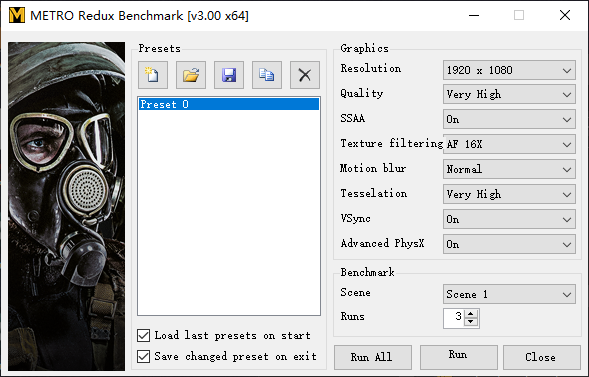 METRO Redux Benchmark [v3.00 x64]
Presets
Preset 0
Load last presets on start
Save changed preset on exit
Graphics
Resolution 1920 x 1080
Quality Very High
SSAA On
Texture filtering AF 16X
Motion blur Normal
Tesselation Very High
VSync On
Advanced PhysX On
Benchmark
Scene Scene 1
Runs 3
Run All Run Close